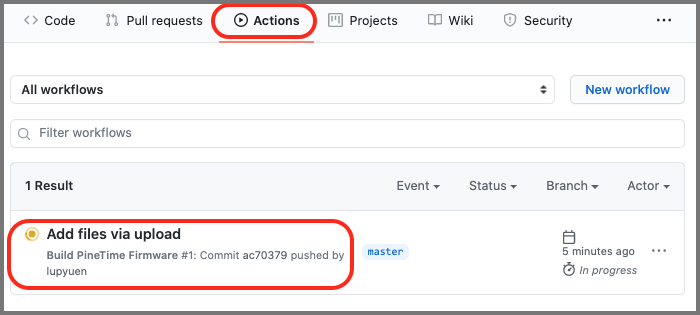 Code Pull requests Actions Projects Wiki Security ...
All workflows New workflow
Filter workflows
1 Result Event Status Branch Actor
Add files via upload
Build PineTime Firmware #1: Commit ac70379 pushed by
lupyuen
master
5 minutes ago ...
In progress